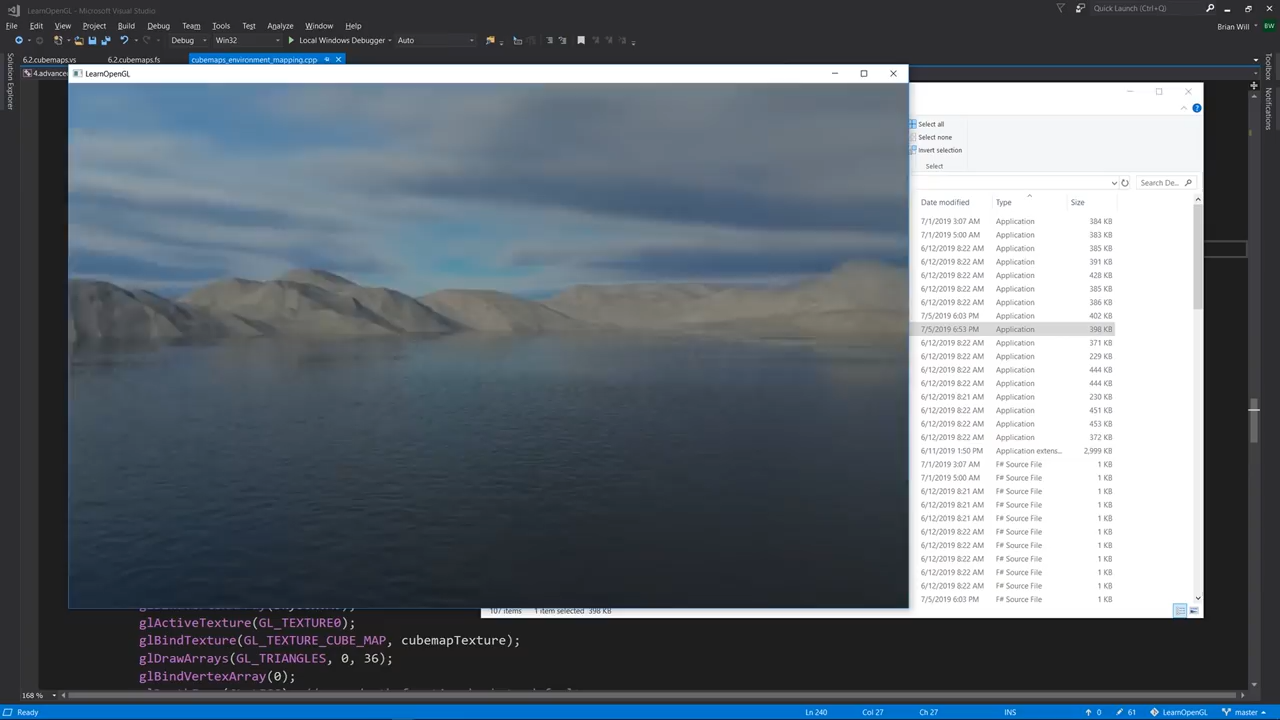 LearnOpenGL - Microsoft Visual Studio
Quick Launch (Ctrl+Q)
File Edit View Project Build Debug Team Tools Test Analyze Window Help
Brian Will BW
Debug Win32 Local Windows Debugger Auto
6.2.cubemaps.vs 6.2.cubemaps.fs cubemaps_environment_mapping.cpp
Solution Explorer
Toolbox
Notifications
4.advance
LearnOpenGL
Select all
Select none
Invert selection
Select
Search De...
Date modified Type Size
7/1/2019 3:07 AM Application 384 KB
7/1/2019 5:00 AM Application 383 KB
6/12/2019 8:22 AM Application 385 KB
6/12/2019 8:22 AM Application 391 KB
6/12/2019 8:22 AM Application 428 KB
6/12/2019 8:22 AM Application 385 KB
6/12/2019 8:22 AM Application 386 KB
7/5/2019 6:03 PM Application 402 KB
7/5/2019 6:53 PM Application 398 KB
6/12/2019 8:22 AM Application 371 KB
6/12/2019 8:22 AM Application 229 KB
6/12/2019 8:22 AM Application 444 KB
6/12/2019 8:22 AM Application 444 KB
6/12/2019 8:21 AM Application 230 KB
6/12/2019 8:22 AM Application 451 KB
6/12/2019 8:22 AM Application 453 KB
6/12/2019 8:22 AM Application 372 KB
6/11/2019 1:50 PM Application extens... 2,999 KB
7/1/2019 3:07 AM F# Source File 1 KB
7/1/2019 5:00 AM F# Source File 1 KB
6/12/2019 8:21 AM F# Source File 1 KB
6/12/2019 8:22 AM F# Source File 1 KB
6/12/2019 8:21 AM F# Source File 1 KB
6/12/2019 8:22 AM F# Source File 1 KB
6/12/2019 8:22 AM F# Source File 1 KB
6/12/2019 8:22 AM F# Source File 1 KB
6/12/2019 8:22 AM F# Source File 1 KB
6/12/2019 8:22 AM F# Source File 1 KB
7/5/2019 6:03 PM F# Source File 1 KB
107 items 1 item selected 398 KB
glActiveTexture(GL_TEXTURE0);
glBindTexture(GL_TEXTURE_CUBE_MAP, cubemapTexture);
glDrawArrays(GL_TRIANGLES, 0, 36);
glBindVertexArray(0);
168 %
Ready Ln 240 Col 27 Ch 27 INS 0 61 LearnOpenGL master